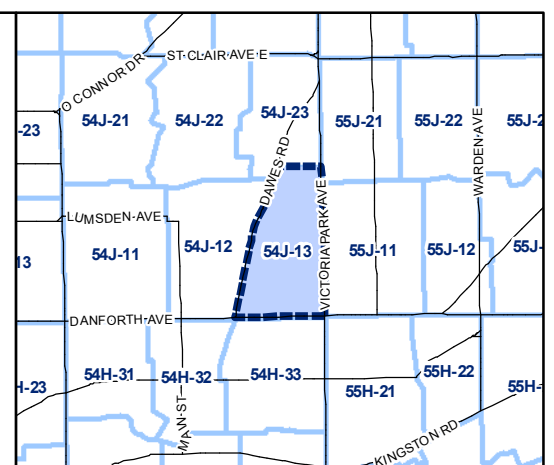 ST CLAIR AVE E
O CONNOR DR
-23
54J-21
54J-22
54J-23
55J-21
55J-22
55J-2
DAWES RD
VICTORIA PARK AVE
WARDEN AVE
LUMSDEN AVE
13
54J-11
54J-12
54J-13
55J-11
55J-12
55J-
DANFORTH AVE
H-23
54H-31
54H-32
54H-33
55H-21
55H-22
55H-
MAIN ST
KINGSTON RD